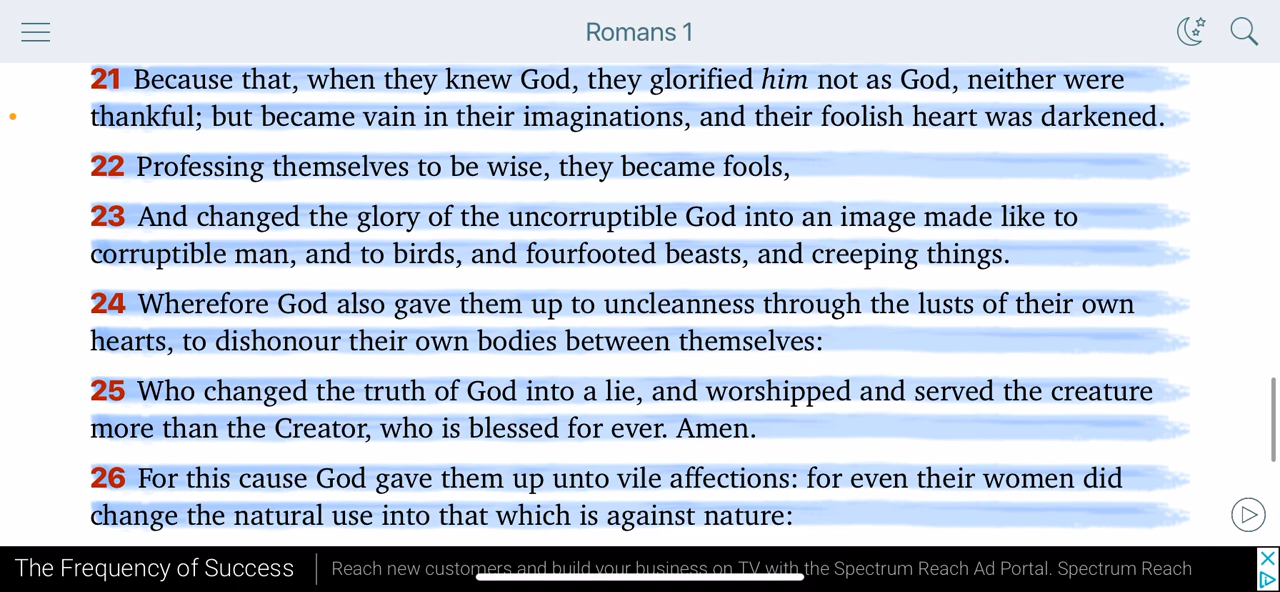 Romans 1
21 Because that, when they knew God, they glorified him not as God, neither were
thankful; but became vain in their imaginations, and their foolish heart was darkened.
22 Professing themselves to be wise, they became fools,
23 And changed the glory of the uncorruptible God into an image made like to
corruptible man, and to birds, and fourfooted beasts, and creeping things.
24 Wherefore God also gave them up to uncleanness through the lusts of their own
hearts, to dishonour their own bodies between themselves:
25 Who changed the truth of God into a lie, and worshipped and served the creature
more than the Creator, who is blessed for ever. Amen.
26 For this cause God gave them up unto vile affections: for even their women did
change the natural use into that which is against nature:
The Frequency of Success Reach new customers and build your business on TV with the Spectrum Reach Ad Portal. Spectrum Reach